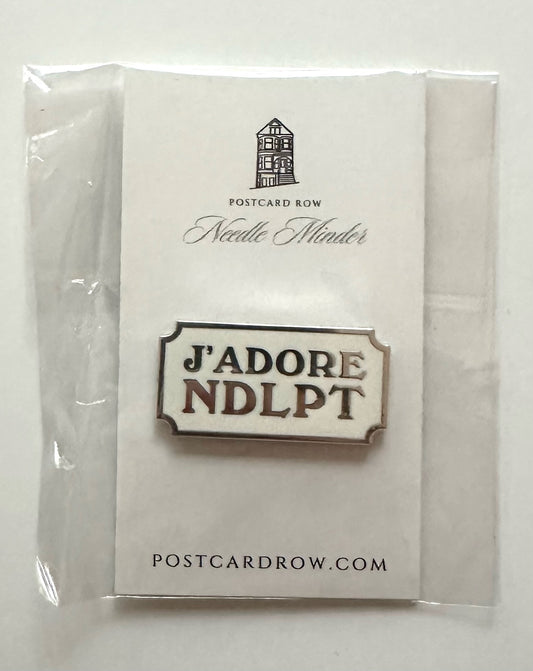 POSTCARD ROW
Needle Minder
J'ADORE
NDLPT
POSTCARDROW.COM